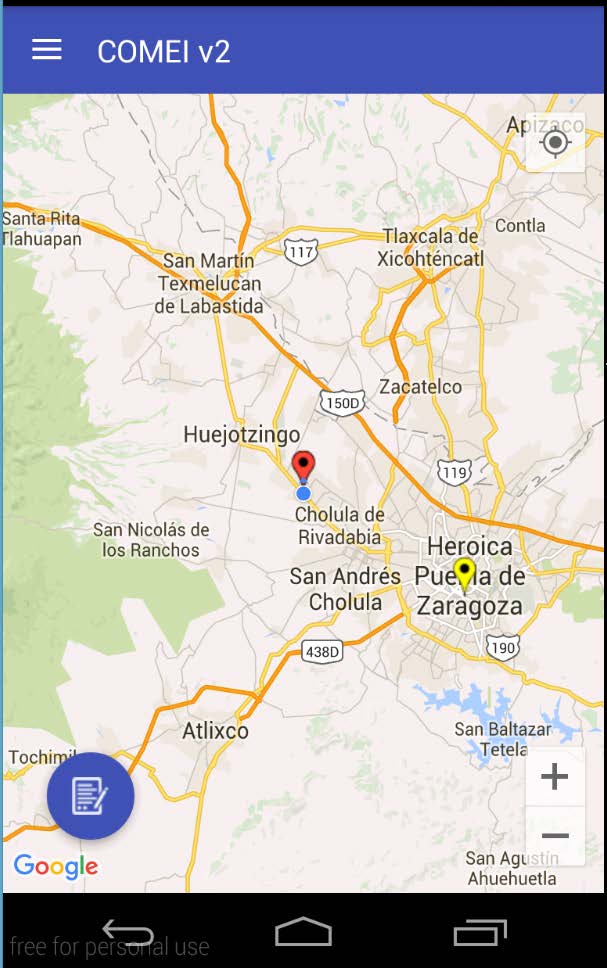 COMEI v2
Apizaco
Santa Rita
Tlahuapan
Contla
Tlaxcala de
Xicohténcatl
117
San Martín
Texmelucan
de Labastida
Zacatelco
150D
Huejotzingo
119
Cholula de
Rivadabia
San Nicolás de
los Ranchos
Heroica
Puebla de
Zaragoza
San Andrés
Cholula
190
438D
Atlixco
San Baltazar
Tetela
Tochimil
San Agustín
Ahuehuetla
Google
free for personal use